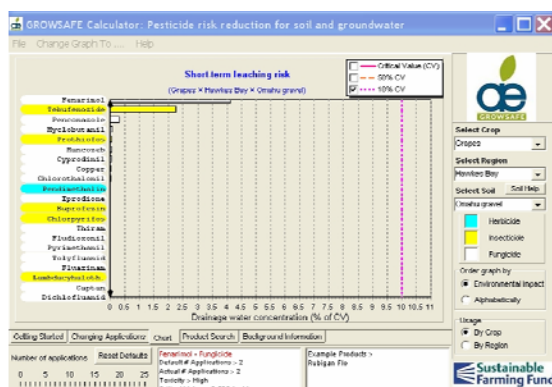 GROWSAFE Calculator: Pesticide risk reduction for soil and groundwater
File Change Graph To .... Help
Short term leaching risk
(Grapes × Hawkes Bay × Omahu gravel)
Critical Value (CV)
50% CV
10% CV
Fenarimol
Tebufenozide
Penconazole
Myclobutanil
Prothiofos
Mancozeb
Cyprodinil
Copper
Chlorothalonil
Pendimethalin
Iprodione
Buprofezin
Chlorpyrifos
Thiram
Fludioxonil
Pyrimethanil
Tolyfluanid
Fluazinam
Captan
Dichlofluanid
0 0.5 1 1.5 2 2.5 3 3.5 4 4.5 5 5.5 6 6.5 7 7.5 8 8.5 9 9.5 10 10.5 11
Drainage water concentration (% of CV)
GROWSAFE
Select Crop
Grapes
Select Region
Hawkes Bay
Select Soil Soil Help
Omahu gravel
Herbicide
Insecticide
Fungicide
Order graph by
Environmental Impact
Alphabetically
Usage
By Crop
By Region
Getting Started Changing Applications Chart Product Search Background Information
Number of applications Reset Defaults
0 5 10 15 20 25
Fenarimol - Fungicide
Default # Applications > 2
Actual # Applications > 2
Toxicity > High
Example Products >
Rubigan Flo
Sustainable
Farming Fund